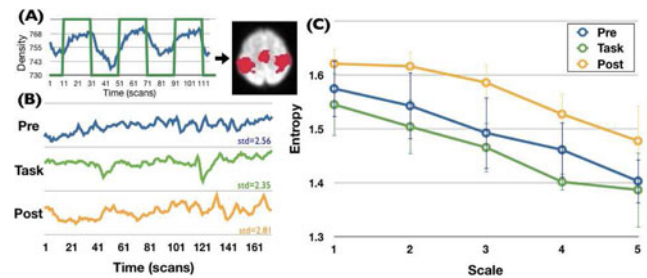 (A)
Density
768
755
743
730
1 11 21 31 41 51 61 71 81 91 101 111
Time (scans)
(B)
Pre
std=2.56
Task
std=2.35
Post
std=2.81
1 21 41 61 81 101 121 141 161
Time (scans)
(C)
Pre
Task
Post
Entropy
1.6
1.5
1.4
1.3
1 2 3 4 5
Scale